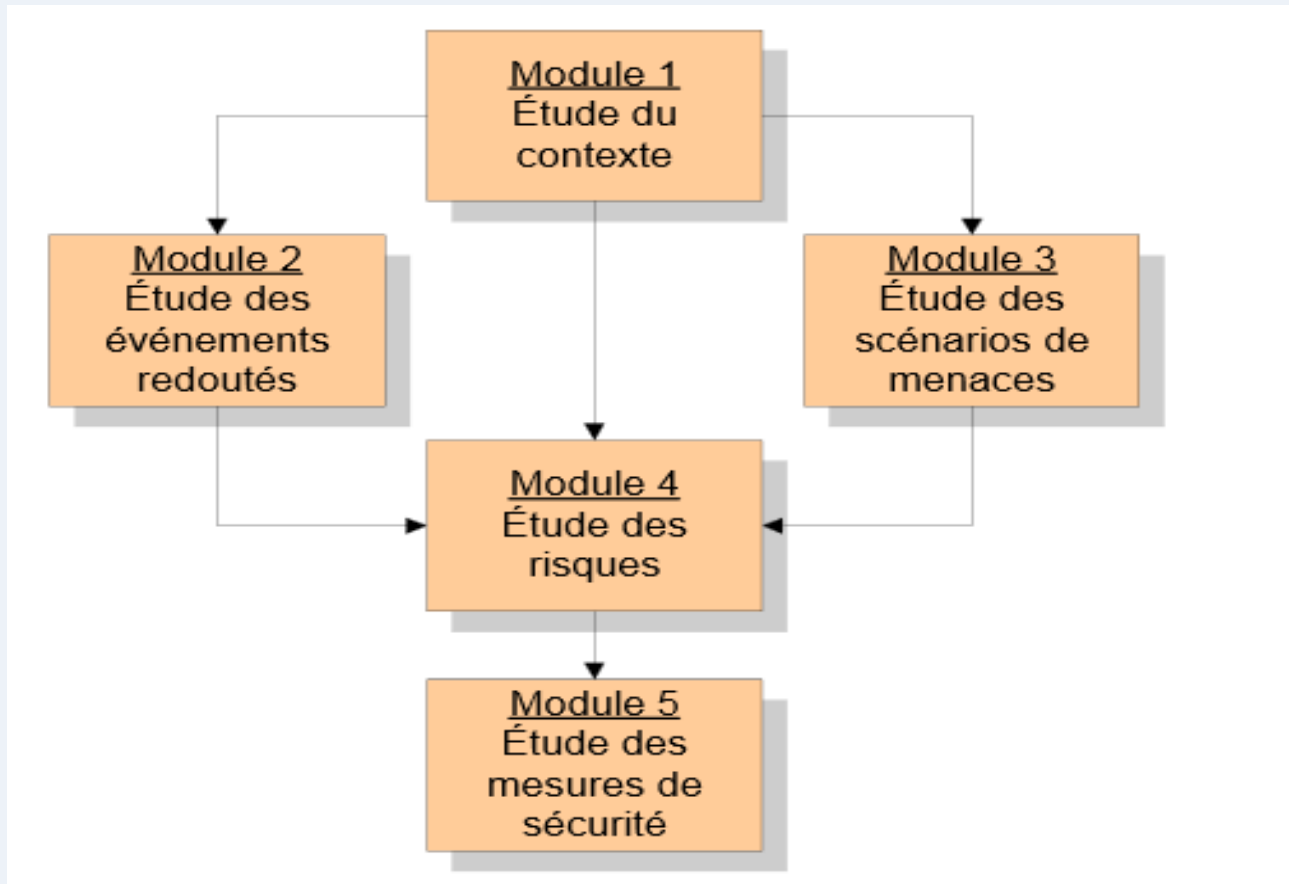 Module 1
Étude du
contexte
Module 2
Étude des
événements
redoutés
Module 3
Étude des
scénarios de
menaces
Module 4
Étude des
risques
Module 5
Étude des
mesures de
sécurité